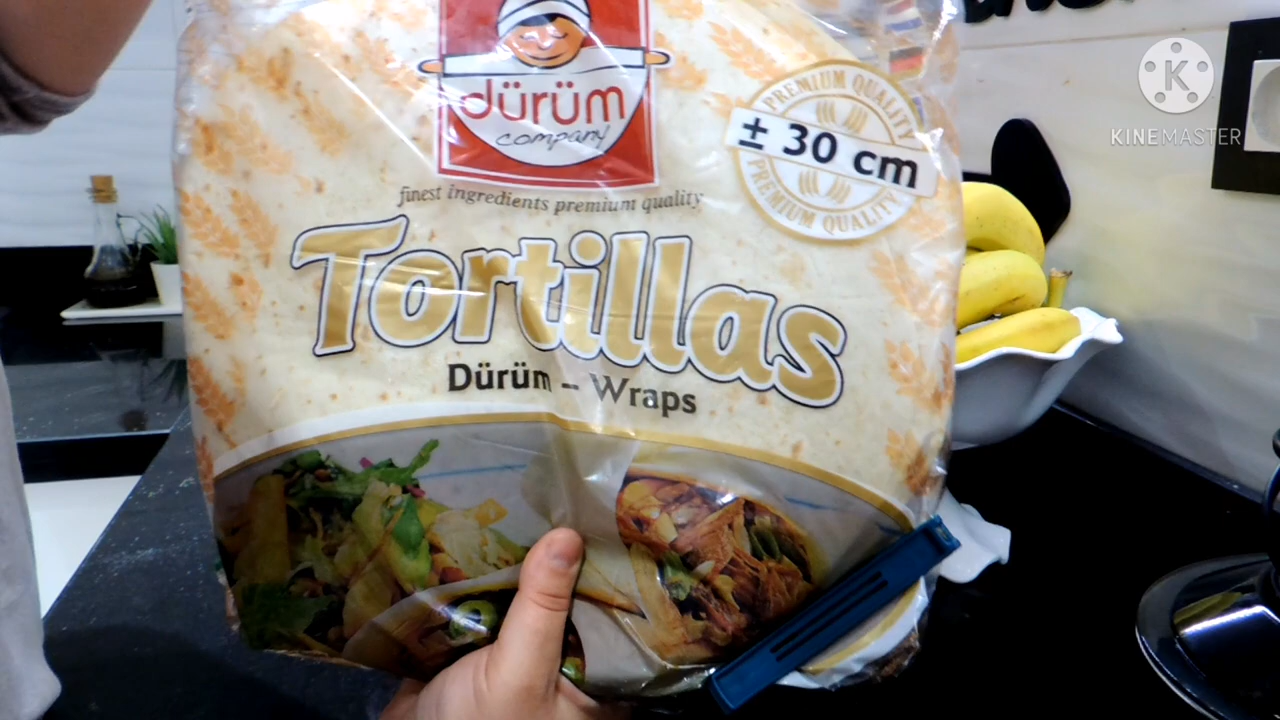 dürüm
company
finest ingredients premium quality
PREMIUM QUALITY
± 30 cm
PREMIUM QUALITY
Tortillas
Dürüm – Wraps
KINEMASTER